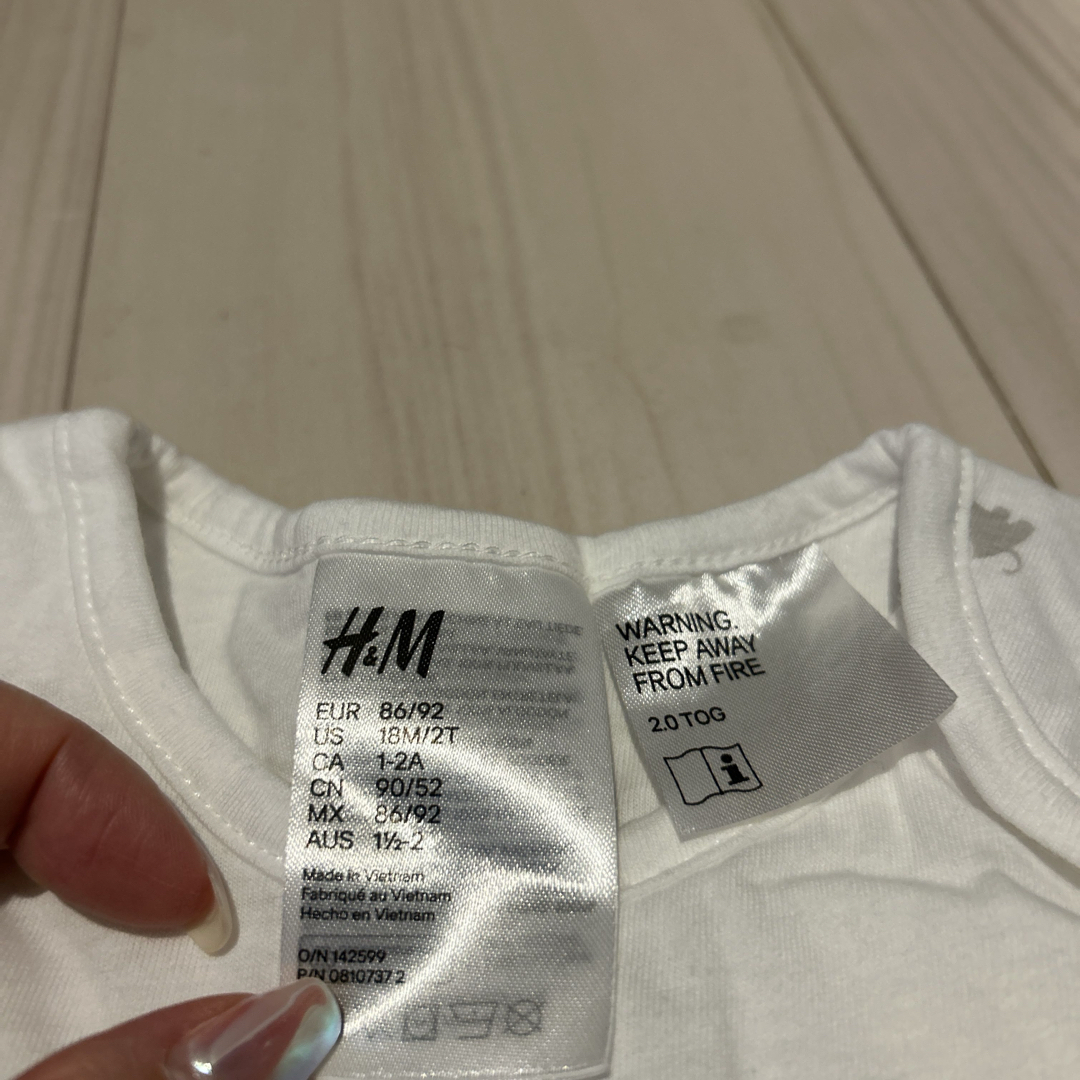 H&M
EUR 86/92
US 18M/2T
CA 1-2A
CN 90/52
MX 86/92
AUS 1½-2
Made in Vietnam
Fabriqué au Vietnam
Hecho en Vietnam
O/N 142599
P/N 0810737 2
WARNING.
KEEP AWAY
FROM FIRE
2.0 TOG
i